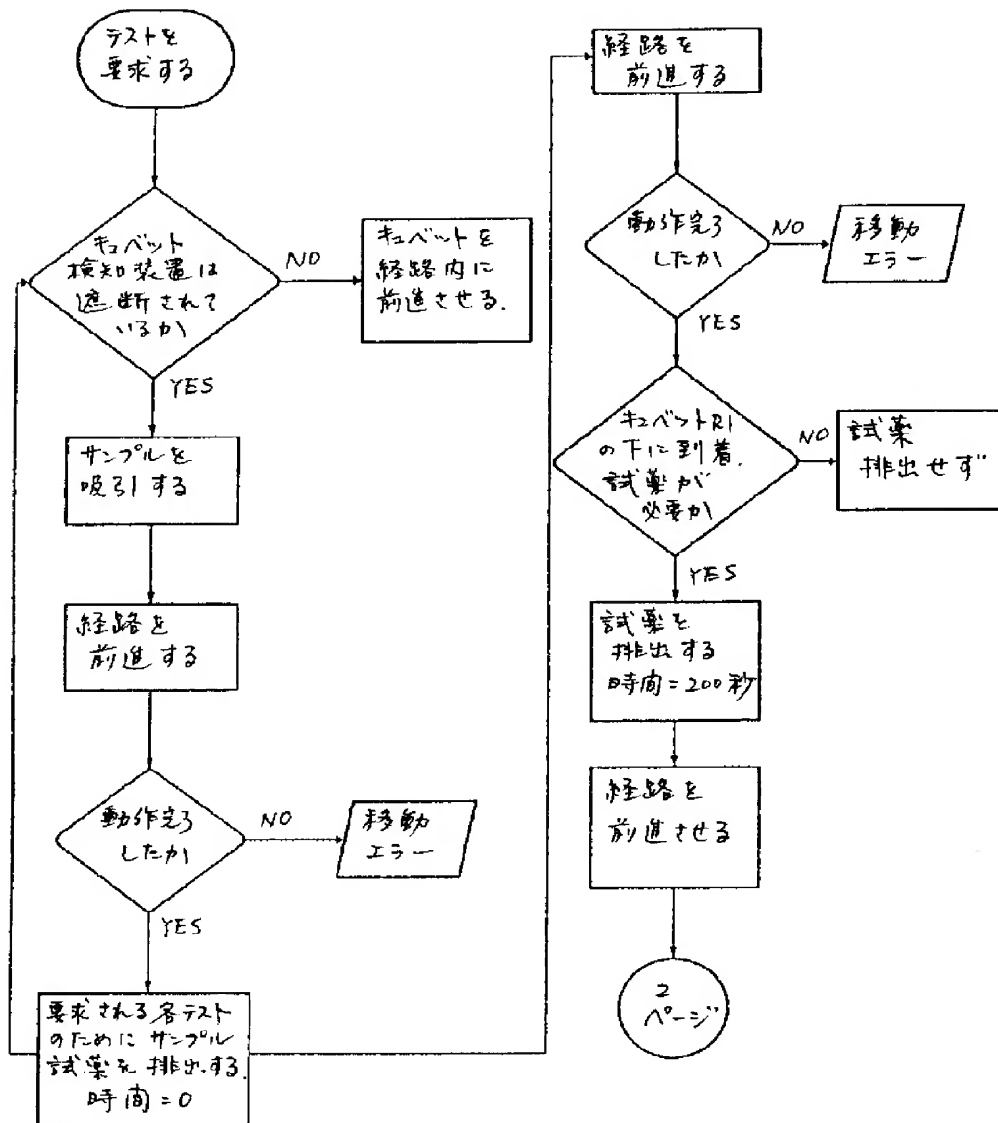 テストを
要求する
キュベット
検知装置は
遮断されて
いるか
NO
キュベットを
経路内に
前進させる.
YES
サンプルを
吸引する
経路を
前進する
動作完了
したか
NO
移動
エラー
YES
要求される各テスト
のためにサンプル
試薬を排出する.
時間=0
経路を
前進する
動作完了
したか
NO
移動
エラー
YES
キュベットR1
の下に到着.
試薬が
必要か
NO
試薬
排出せず
YES
試薬を
排出する
時間=200秒
経路を
前進させる
2
ページ